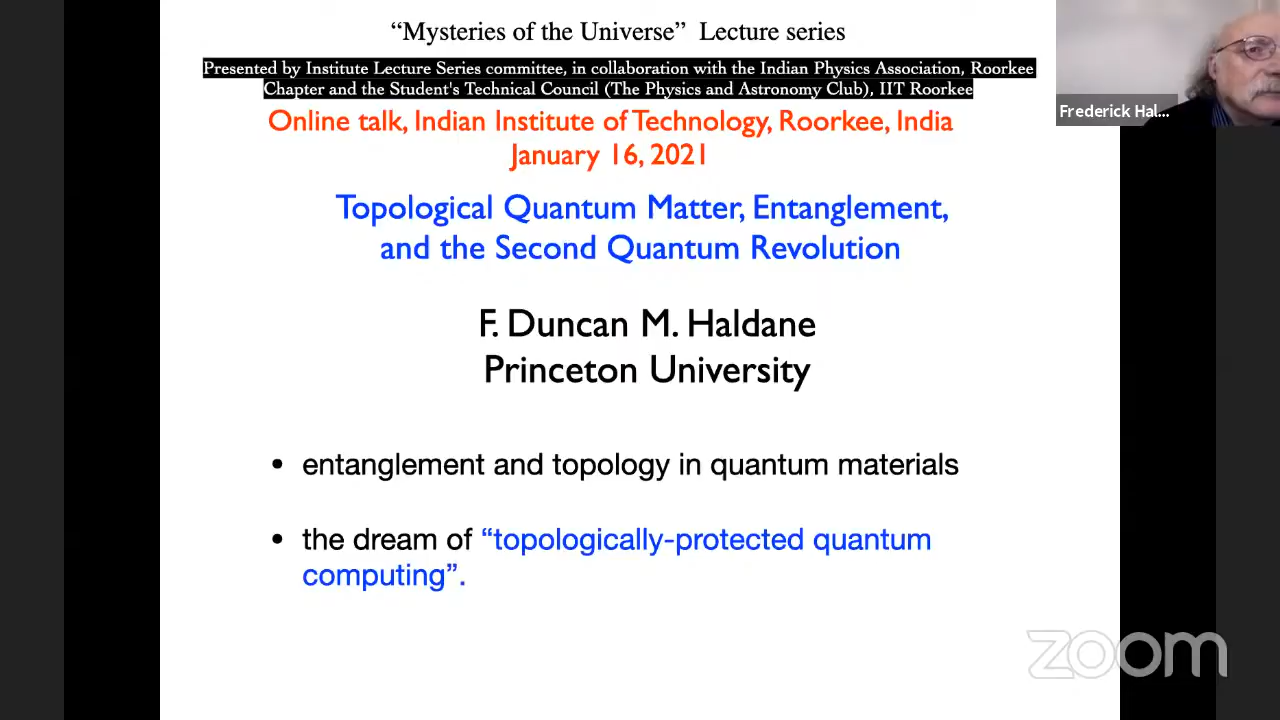 “Mysteries of the Universe” Lecture series
Presented by Institute Lecture Series committee, in collaboration with the Indian Physics Association, Roorkee
Chapter and the Student's Technical Council (The Physics and Astronomy Club), IIT Roorkee
Online talk, Indian Institute of Technology, Roorkee, India
January 16, 2021
Frederick Hal...
Topological Quantum Matter, Entanglement,
and the Second Quantum Revolution
F. Duncan M. Haldane
Princeton University
• entanglement and topology in quantum materials
• the dream of “topologically-protected quantum
computing”.
zoom